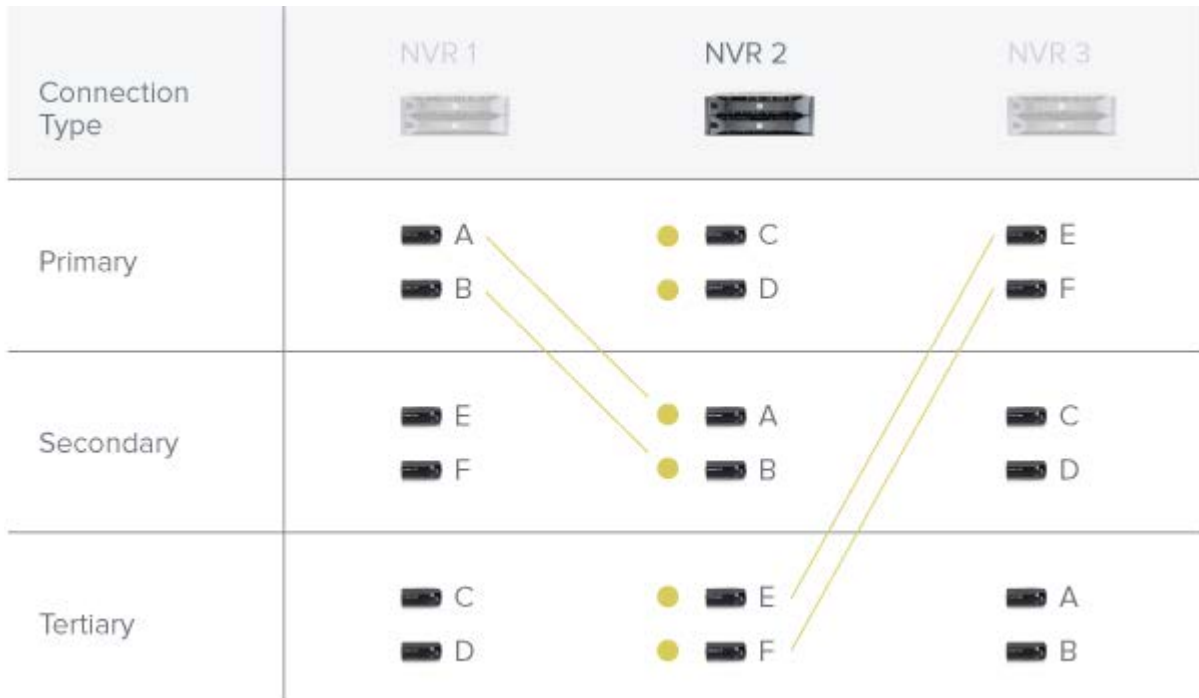 NVR 1 NVR 2 NVR 3
Connection
Type
Primary
A C E
B D F
Secondary
E A C
F B D
Tertiary
C E A
D F B